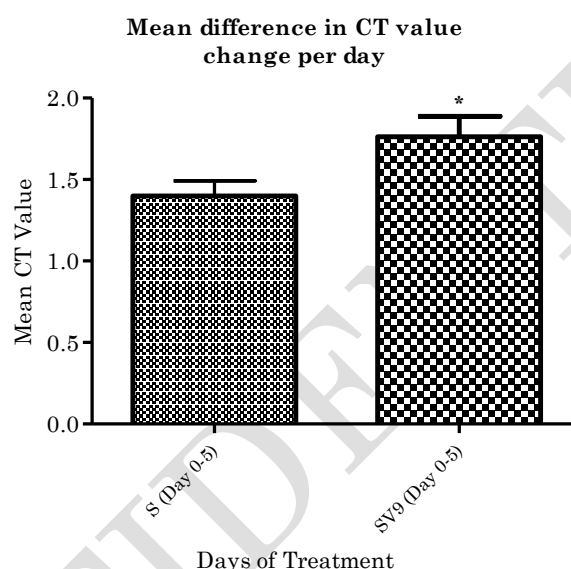 Mean difference in CT value
change per day
2.0
1.5
1.0
0.5
0.0
Mean CT Value
*
S (Day 0-5)
SV9 (Day 0-5)
Days of Treatment